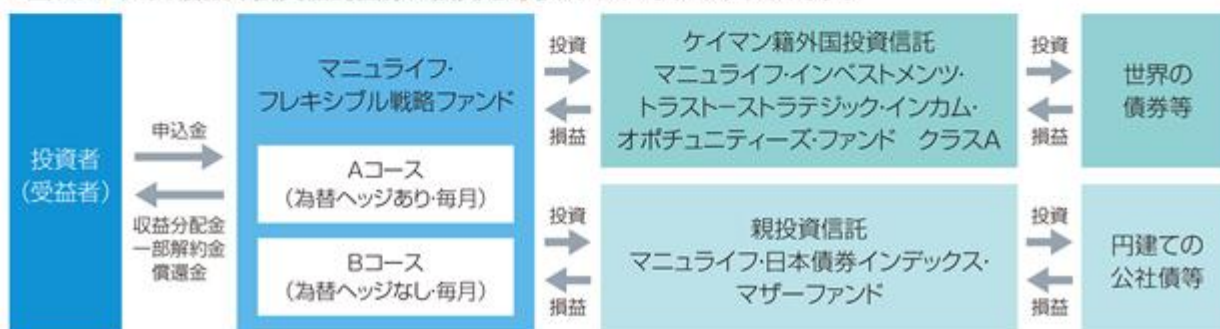 投資者
(受益者)
申込金
収益分配金
一部解約金
償還金
マニュライフ・
フレキシブル戦略ファンド
Aコース
(為替ヘッジあり・毎月)
Bコース
(為替ヘッジなし・毎月)
投資
損益
ケイマン籍外国投資信託
マニュライフ・インベストメンツ・
トラストーストラテジック・インカム・
オポチュニティーズ・ファンド　クラスA
投資
損益
世界の
債券等
投資
損益
親投資信託
マニュライフ・日本債券インデックス・
マザーファンド
投資
損益
円建ての
公社債等